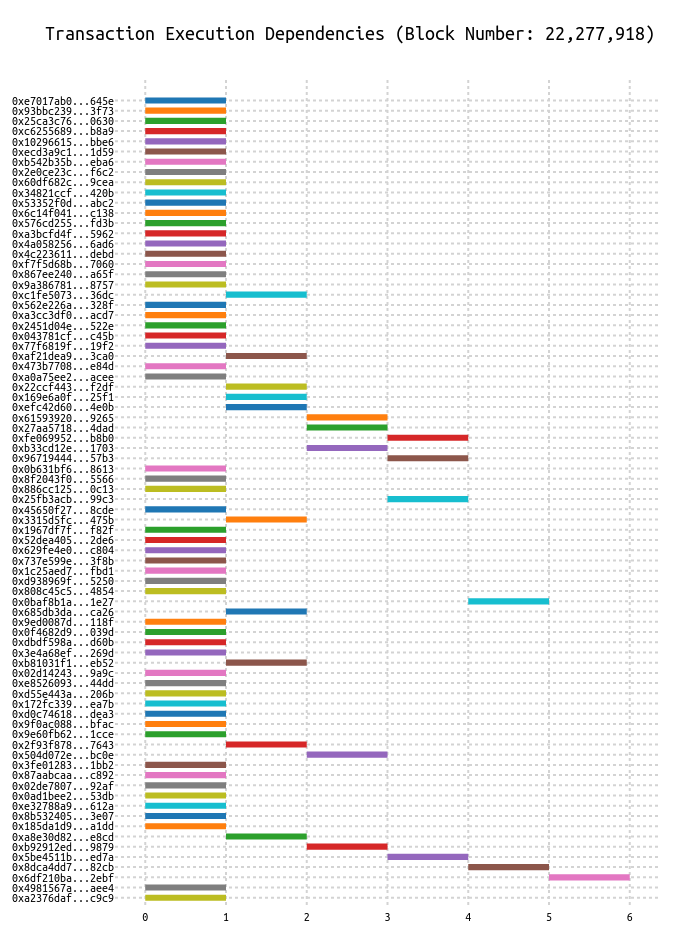 Transaction Execution Dependencies (Block Number: 22,277,918)
0xe7017ab0...645e
0x93bbc239...3f73
0x25ca3c76...0630
0xc6255689...b8a9
0x10296615...bbe6
0xecd3a9c1...1d59
0xb542b35b...eba6
0x2e0ce23c...f6c2
0x60df682c...9cea
0x34821ccf...420b
0x53352f0d...abc2
0x6c14f041...c138
0x576cd255...fd3b
0xa3bcfd4f...5962
0x4a058256...6ad6
0x4c223611...debd
0xf7f5d68b...7060
0x867ee240...a65f
0x9a386781...8757
0xc1fe5073...36dc
0x562e226a...328f
0xa3cc3df0...acd7
0x2451d04e...522e
0x043781cf...c45b
0x77f6819f...19f2
0xaf21dea9...3ca0
0x473b7708...e84d
0xa0a75ee2...acee
0x22ccf443...f2df
0x169e6a0f...25f1
0xefc42d60...4e0b
0x61593920...9265
0x27aa5718...4dad
0xfe069952...b8b0
0xb33cd12e...1703
0x96719444...57b3
0x0b631bf6...8613
0x8f2043f0...5566
0x886cc125...0c13
0x25fb3acb...99c3
0x45650f27...8cde
0x3315d5fc...475b
0x1967df7f...f82f
0x52dea405...2de6
0x629fe4e0...c804
0x737e599e...3f8b
0x1c25aed7...fbd1
0xd938969f...5250
0x808c45c5...4854
0x0baf8b1a...1e27
0x685db3da...ca26
0x9ed0087d...118f
0x0f4682d9...039d
0xdbdf598a...d60b
0x3e4a68ef...269d
0xb81031f1...eb52
0x02d14243...9a9c
0xe8526093...44dd
0xd55e443a...206b
0x172fc339...ea7b
0xd0c74618...dea3
0x9f0ac088...bfac
0x9e60fb62...1cce
0x2f93f878...7643
0x504d072e...bc0e
0x3fe01283...1bb2
0x87aabcaa...c892
0x02de7807...92af
0x0ad1bee2...53db
0xe32788a9...612a
0x8b532405...3e07
0x185da1d9...a1dd
0xa8e30d82...e8cd
0xb92912ed...9879
0x5be4511b...ed7a
0x8dca4dd7...82cb
0x6df210ba...2ebf
0x4981567a...aee4
0xa2376daf...c9c9
0 1 2 3 4 5 6